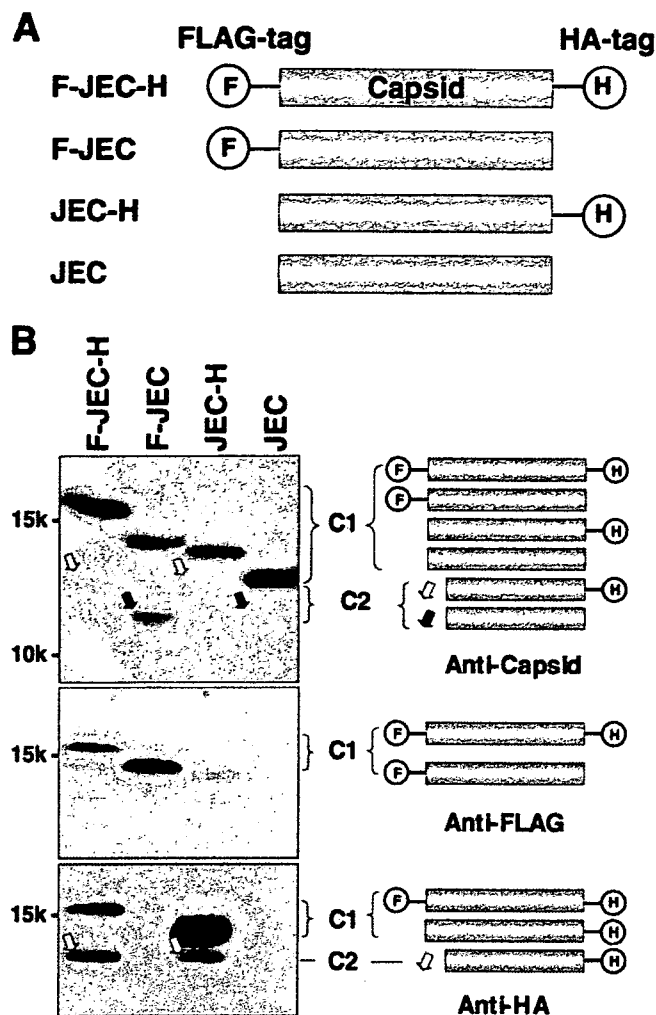 A
FLAG-tag HA-tag
F-JEC-H F Capsid H
F-JEC F
JEC-H H
JEC
B
F-JEC-H F-JEC JEC-H JEC
15k
10k
C1
C2
F H
F
H
H
Anti-Capsid
15k
C1
F H
F
Anti-FLAG
15k
C1
C2
F H
H
H
Anti-HA